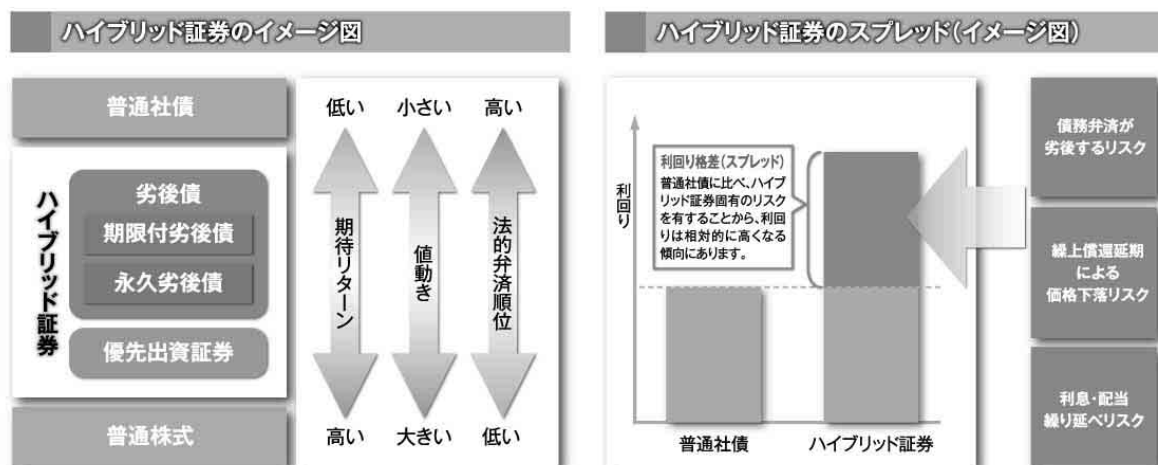 ハイブリッド証券のイメージ図
普通社債
ハイブリッド証券
劣後債
期限付劣後債
永久劣後債
優先出資証券
普通株式
低い
小さい
高い
期待リターン
値動き
法的弁済順位
高い
大きい
低い
ハイブリッド証券のスプレッド(イメージ図)
利回り
利回り格差(スプレッド)
普通社債に比べ、ハイブ
リッド証券固有のリスク
を有することから、利回
りは相対的に高くなる
傾向にあります。
普通社債
ハイブリッド証券
債務弁済が
劣後するリスク
繰上償還延期
による
価格下落リスク
利息・配当
繰り延べリスク